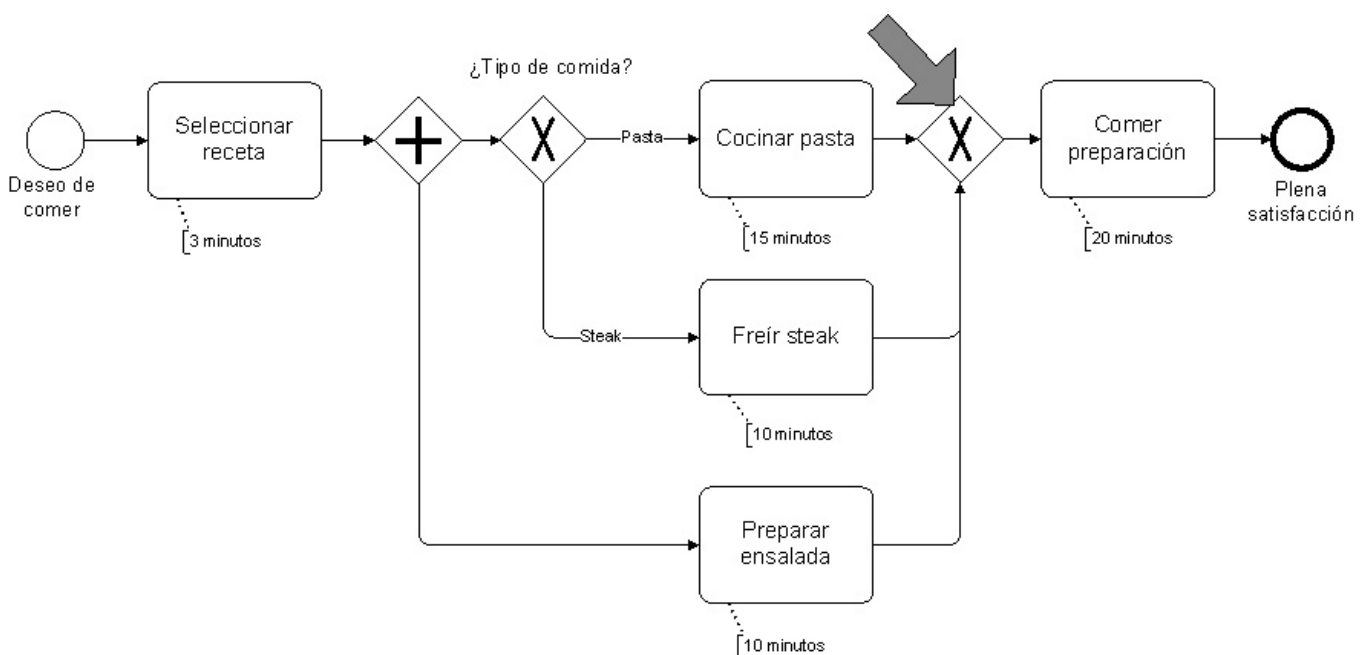 ¿Tipo de comida?
Deseo de
comer
Seleccionar
receta
3 minutos
Pasta
Cocinar pasta
15 minutos
Comer
preparación
20 minutos
Plena
satisfacción
Steak
Freír steak
10 minutos
Preparar
ensalada
10 minutos